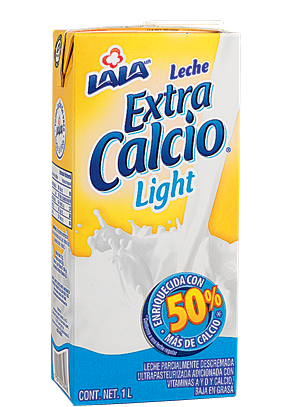 LALA MR
Leche
Extra
Calcio®
Light
ENRIQUECIDA CON
50%
MÁS DE CALCIO*
LECHE PARCIALMENTE DESCREMADA
ULTRAPASTEURIZADA ADICIONADA CON
VITAMINAS A Y D Y CALCIO,
BAJA EN GRASA
CONT. NET. 1 L